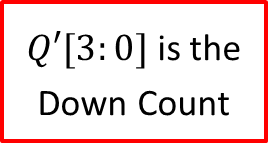 Q′[3:0] is the
Down Count